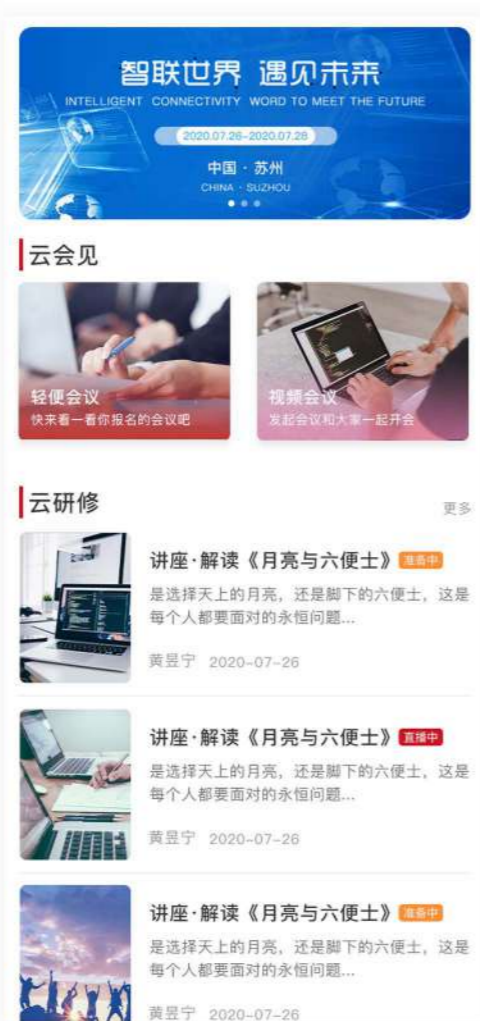 智联世界 遇见未来
INTELLIGENT CONNECTIVITY WORD TO MEET THE FUTURE
2020.07.26-2020.07.28
中国·苏州
CHINA·SUZHOU
云会见
轻便会议
快来看一看你报名的会议吧
视频会议
发起会议和大家一起开会
云研修
更多
讲座·解读《月亮与六便士》 准备中
是选择天上的月亮，还是脚下的六便士，这是
每个人都要面对的永恒问题...
黄昱宁 2020-07-26
讲座·解读《月亮与六便士》 直播中
是选择天上的月亮，还是脚下的六便士，这是
每个人都要面对的永恒问题...
黄昱宁 2020-07-26
讲座·解读《月亮与六便士》 准备中
是选择天上的月亮，还是脚下的六便士，这是
每个人都要面对的永恒问题...
黄昱宁 2020-07-26